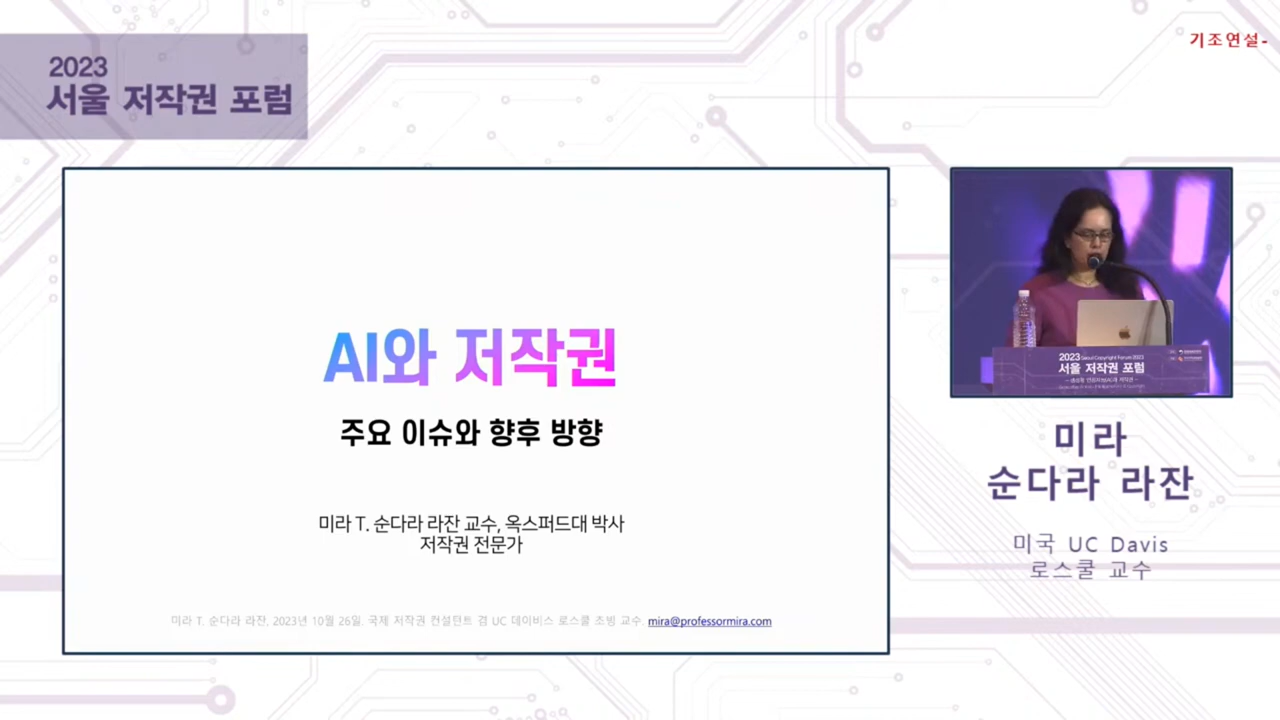 기조연설-
2023
서울 저작권 포럼
AI와 저작권
주요 이슈와 향후 방향
미라 T. 순다라 라잔 교수, 옥스퍼드대 박사
저작권 전문가
미라 T. 순다라 라잔, 2023년 10월 26일. 국제 저작권 컨설턴트 겸 UC 데이비스 로스쿨 초빙 교수. mira@professormira.com
2023 Seoul Copyright Forum 2023
서울 저작권 포럼
미라
순다라 라잔
미국 UC Davis
로스쿨 교수